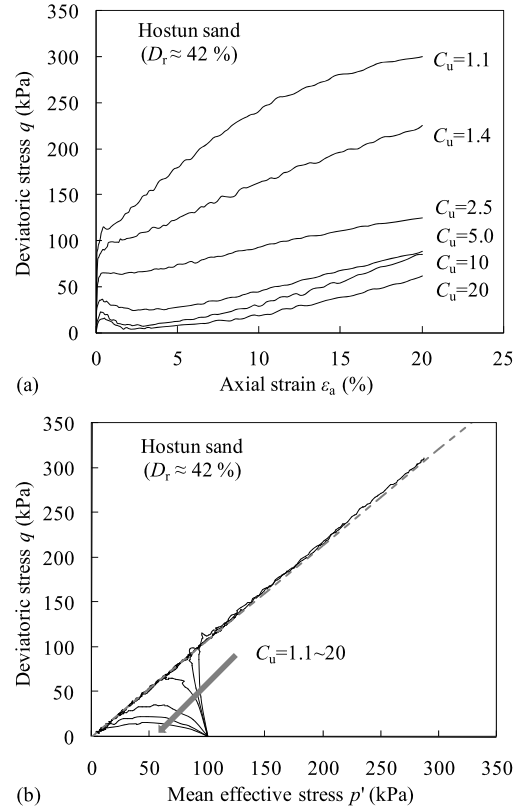 350
300
250
200
150
100
50
0
Deviatoric stress q (kPa)
Hostun sand
(Dr ≈ 42 %)
Cu=1.1
Cu=1.4
Cu=2.5
Cu=5.0
Cu=10
Cu=20
0 5 10 15 20 25
(a) Axial strain εa (%)
350
300
250
200
150
100
50
0
Deviatoric stress q (kPa)
Hostun sand
(Dr ≈ 42 %)
Cu=1.1~20
0 50 100 150 200 250 300 350
(b) Mean effective stress p' (kPa)